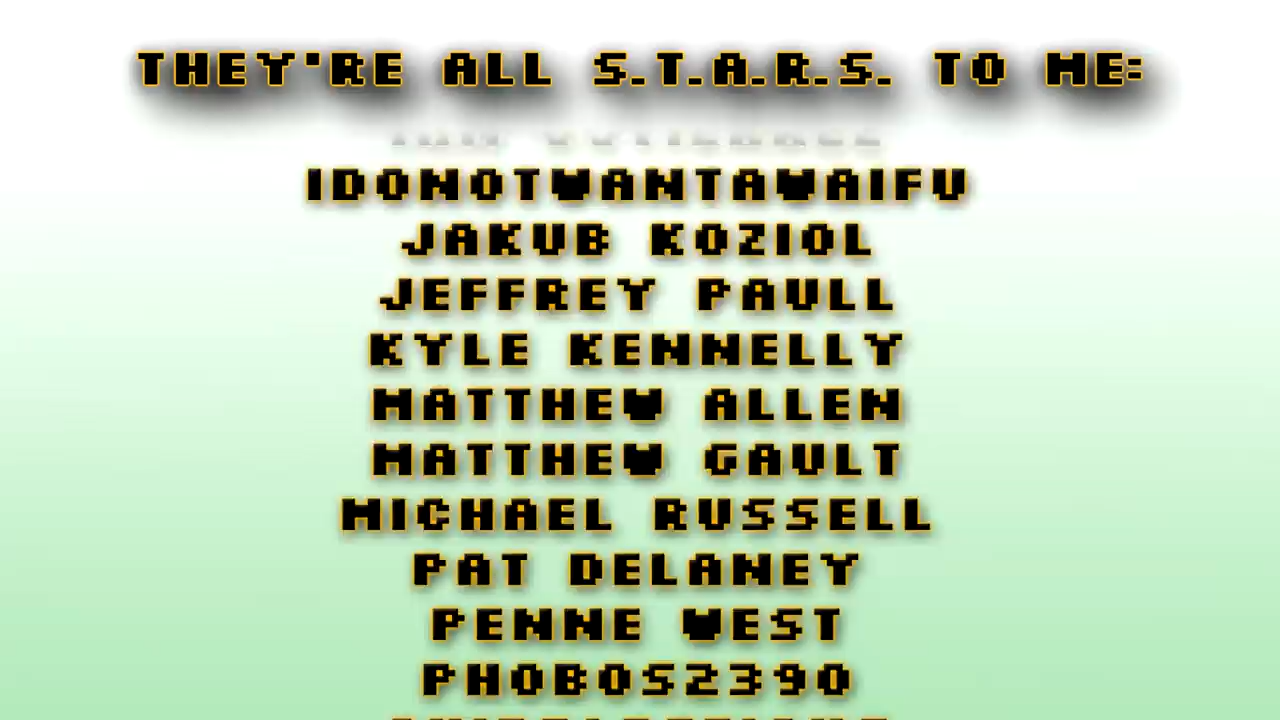 THEY'RE ALL S.T.A.R.S. TO ME:
IDONOTWANTAWAIFU
JAKUB KOZIOL
JEFFREY PAULL
KYLE KENNELLY
MATTHEW ALLEN
MATTHEW GAULT
MICHAEL RUSSELL
PAT DELANEY
PENNE WEST
PHOBOS2390